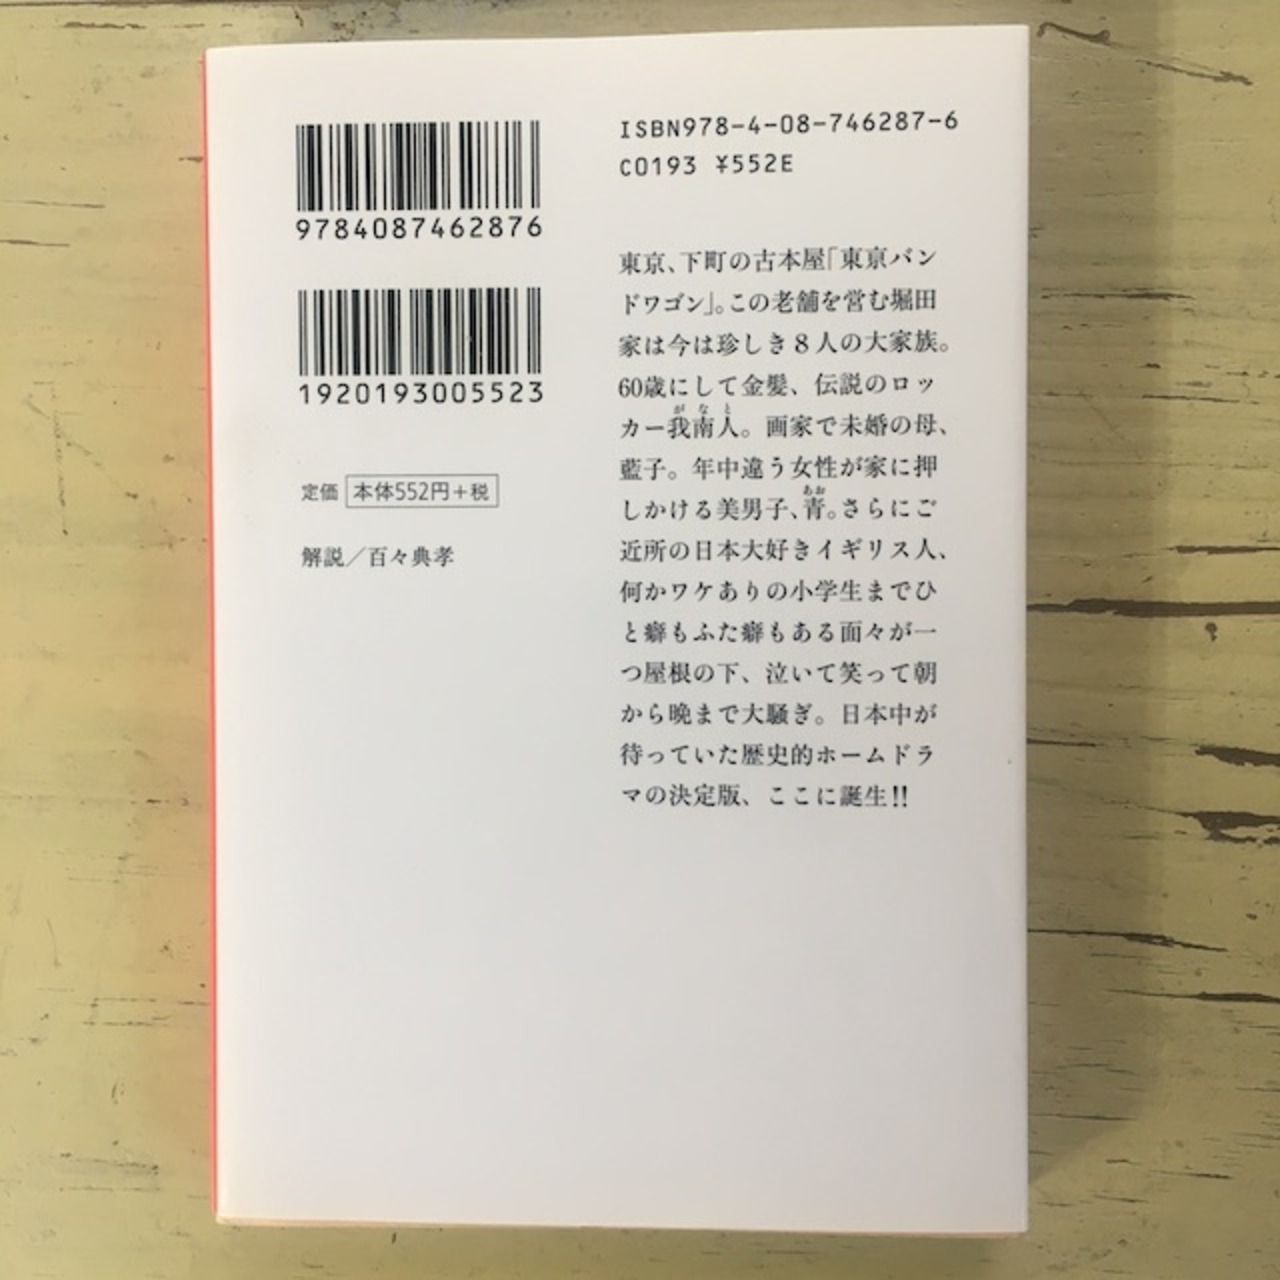 9784087462876
1920193005523
定価 本体552円+税
解説／百々典孝
ISBN978-4-08-746287-6
C0193 ¥552E
東京、下町の古本屋「東京バン
ドワゴン」。この老舗を営む堀田
家は今は珍しき8人の大家族。
60歳にして金髪、伝説のロッ
がなと
カー我南人。画家で未婚の母、
藍子。年中違う女性が家に押
あお
しかける美男子、青。さらにご
近所の日本大好きイギリス人、
何かワケありの小学生までひ
と癖もふた癖もある面々が一
つ屋根の下、泣いて笑って朝
から晩まで大騒ぎ。日本中が
待っていた歴史的ホームドラ
マの決定版、ここに誕生!!